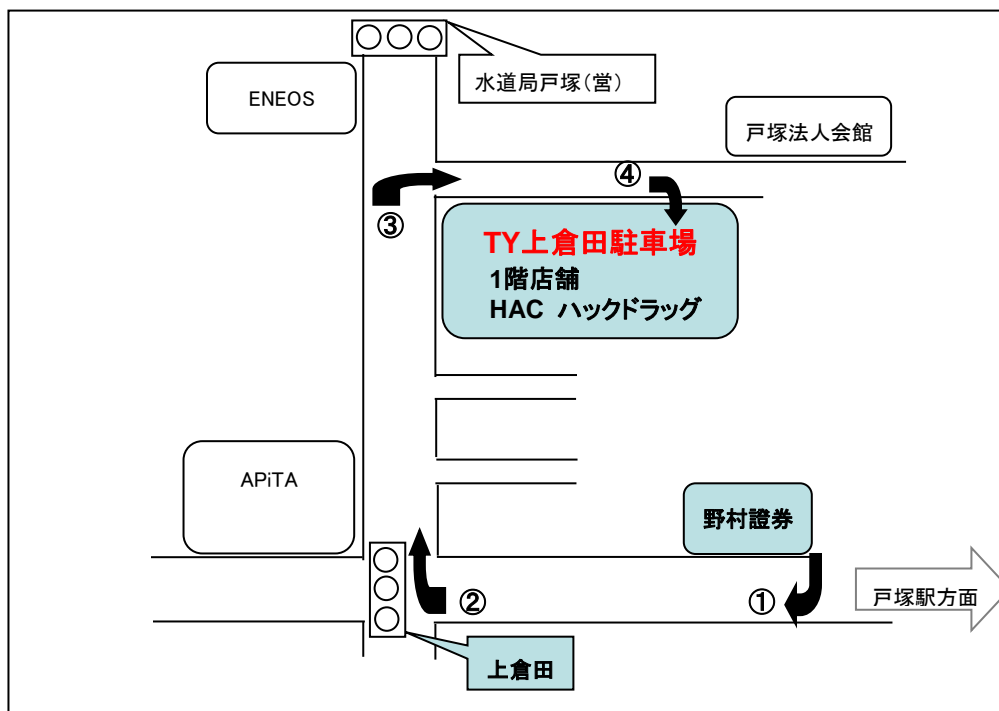 水道局戸塚(営)
ENEOS
戸塚法人会館
④
③
TY上倉田駐車場
1階店舗
HAC ハックドラッグ
APiTA
野村證券
②
①
戸塚駅方面
上倉田